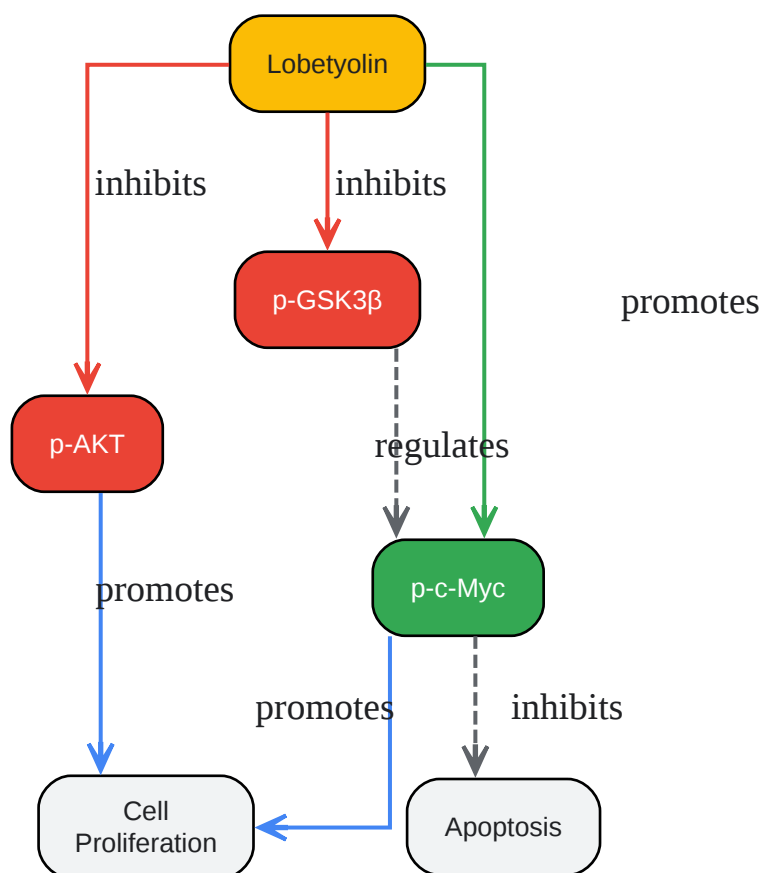 Lobetyolin
inhibits
inhibits
p-GSK3β
promotes
p-AKT
regulates
p-c-Myc
promotes
promotes
inhibits
Cell
Proliferation
Apoptosis